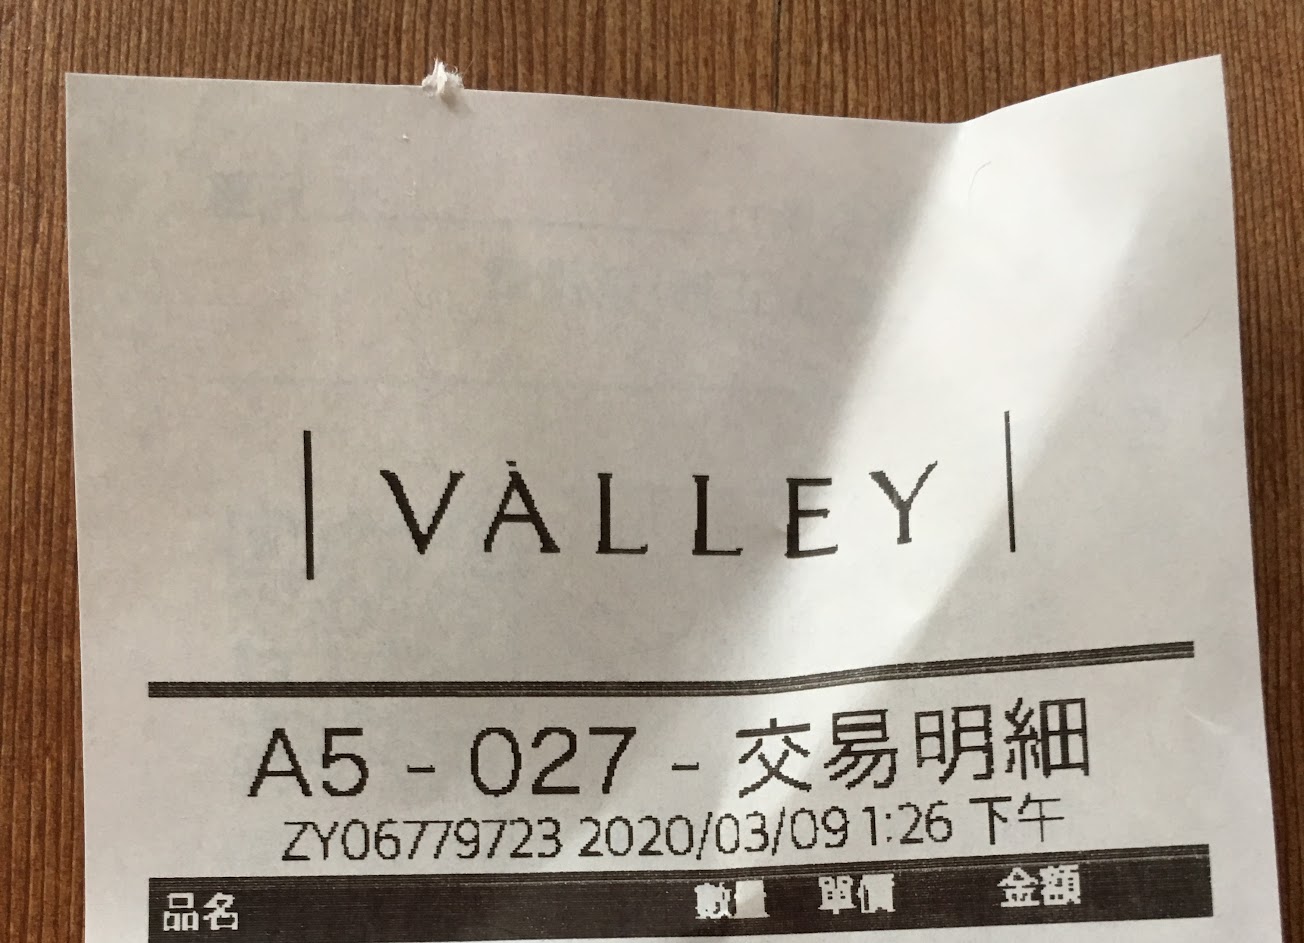 | VALLEY |
A5 - 027 - 交易明細
ZY06779723 2020/03/09 1:26 下午
品名 數量 單價 金額